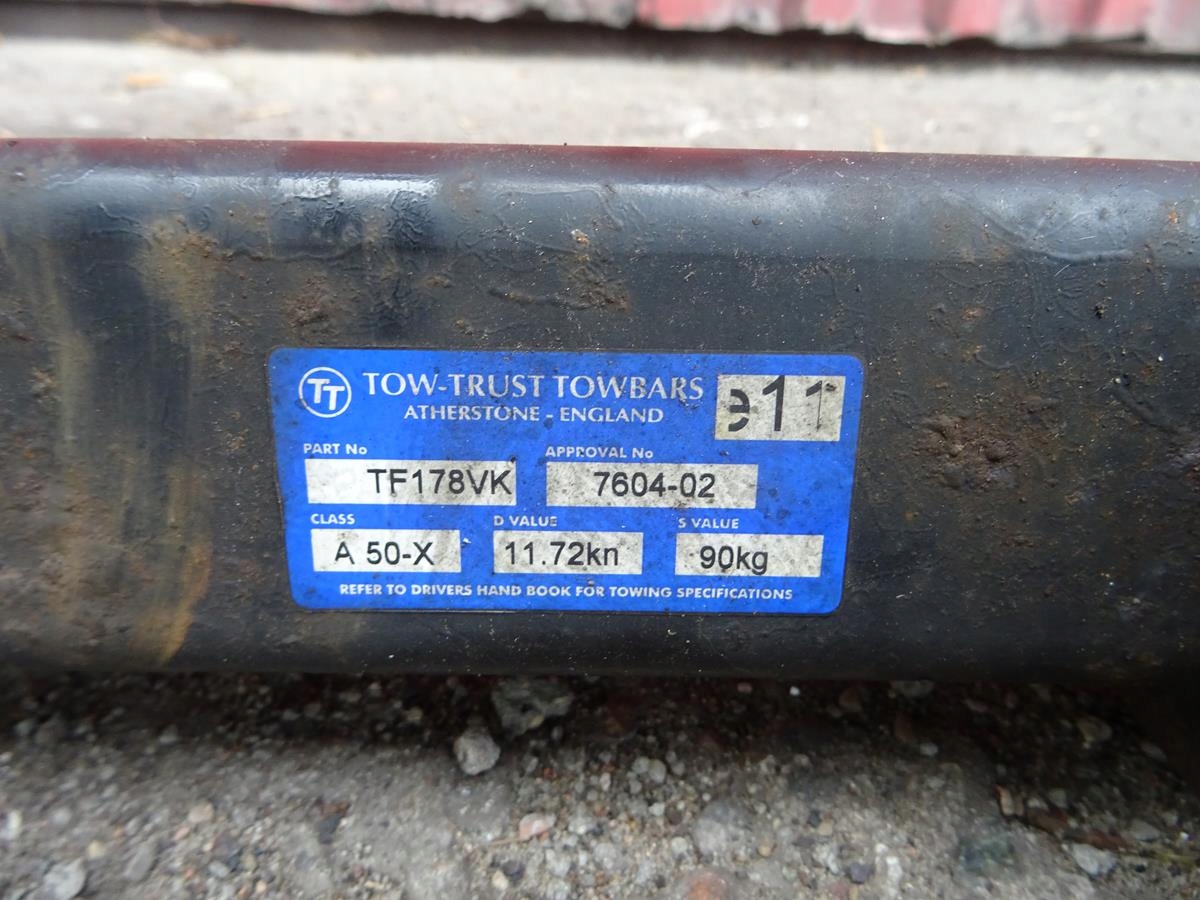 TT TOW-TRUST TOWBARS e11
ATHERSTONE - ENGLAND
PART No APPROVAL No
TF178VK 7604-02
CLASS D VALUE S VALUE
A 50-X 11.72kn 90kg
REFER TO DRIVERS HAND BOOK FOR TOWING SPECIFICATIONS